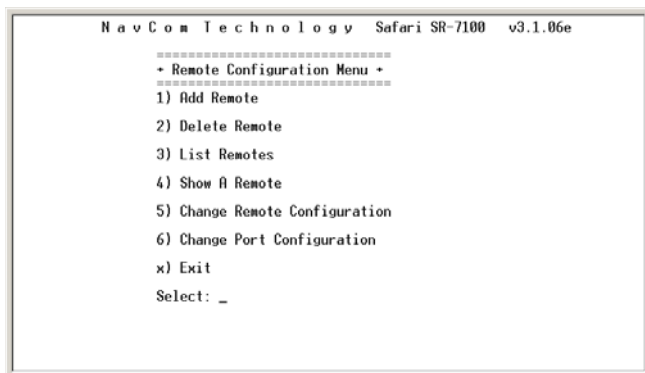 N a v C o m   T e c h n o l o g y   Safari SR-7100   v3.1.06e
==============================
+ Remote Configuration Menu +
==============================
1) Add Remote
2) Delete Remote
3) List Remotes
4) Show A Remote
5) Change Remote Configuration
6) Change Port Configuration
x) Exit
Select: _